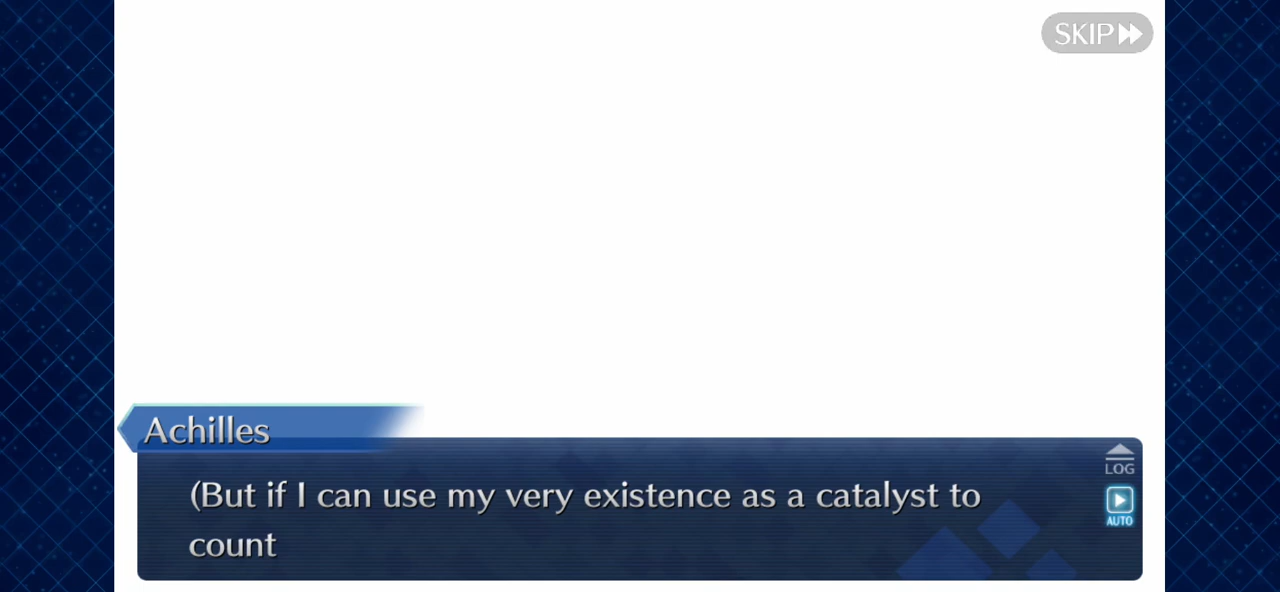 SKIP
Achilles
LOG
(But if I can use my very existence as a catalyst to
AUTO
count